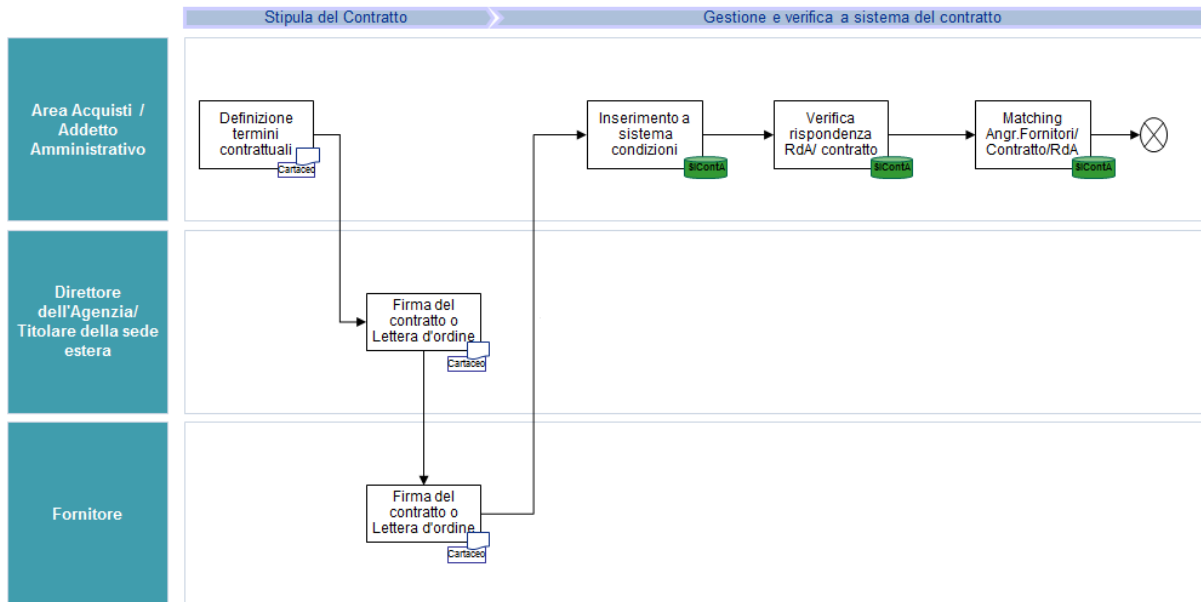 Stipula del Contratto
Gestione e verifica a sistema del contratto
Area Acquisti /
Addetto
Amministrativo
Definizione
termini
contrattuali
Cartaceo
Inserimento a
sistema
condizioni
SIContA
Verifica
rispondenza
RdA/ contratto
SIContA
Matching
Angr.Fornitori/
Contratto/RdA
SIContA
Direttore
dell'Agenzia/
Titolare della sede
estera
Firma del
contratto o
Lettera d'ordine
Cartaceo
Fornitore
Firma del
contratto o
Lettera d'ordine
Cartaceo